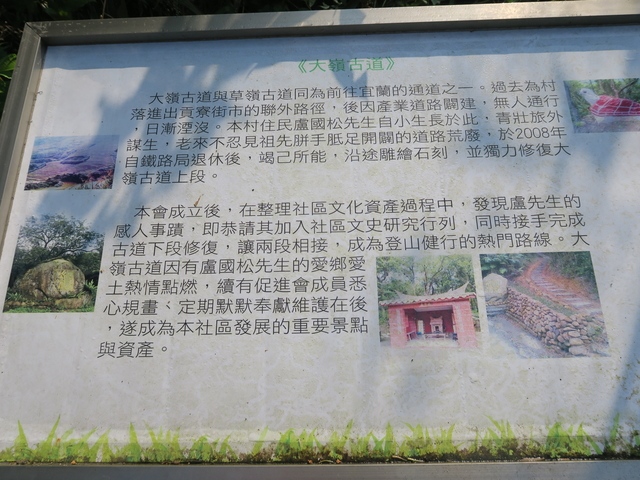 《大嶺古道》
大嶺古道與草嶺古道同為前往宜蘭的通道之一。過去為村
落進出貢寮街市的聯外路徑，後因產業道路闢建，無人通行
，日漸湮沒。本村住民盧國松先生自小生長於此，青壯旅外
謀生，老來不忍見祖先胼手胝足開闢的道路荒廢，於2008年
自鐵路局退休後，竭己所能，沿途雕繪石刻，並獨力修復大
嶺古道上段。
本會成立後，在整理社區文化資產過程中，發現盧先生的
感人事蹟，即恭請其加入社區文史研究行列，同時接手完成
古道下段修復，讓兩段相接，成為登山健行的熱門路線。大
嶺古道因有盧國松先生的愛鄉愛
土熱情點燃，續有促進會成員悉
心規畫、定期默默奉獻維護在後
，遂成為本社區發展的重要景點
與資產。